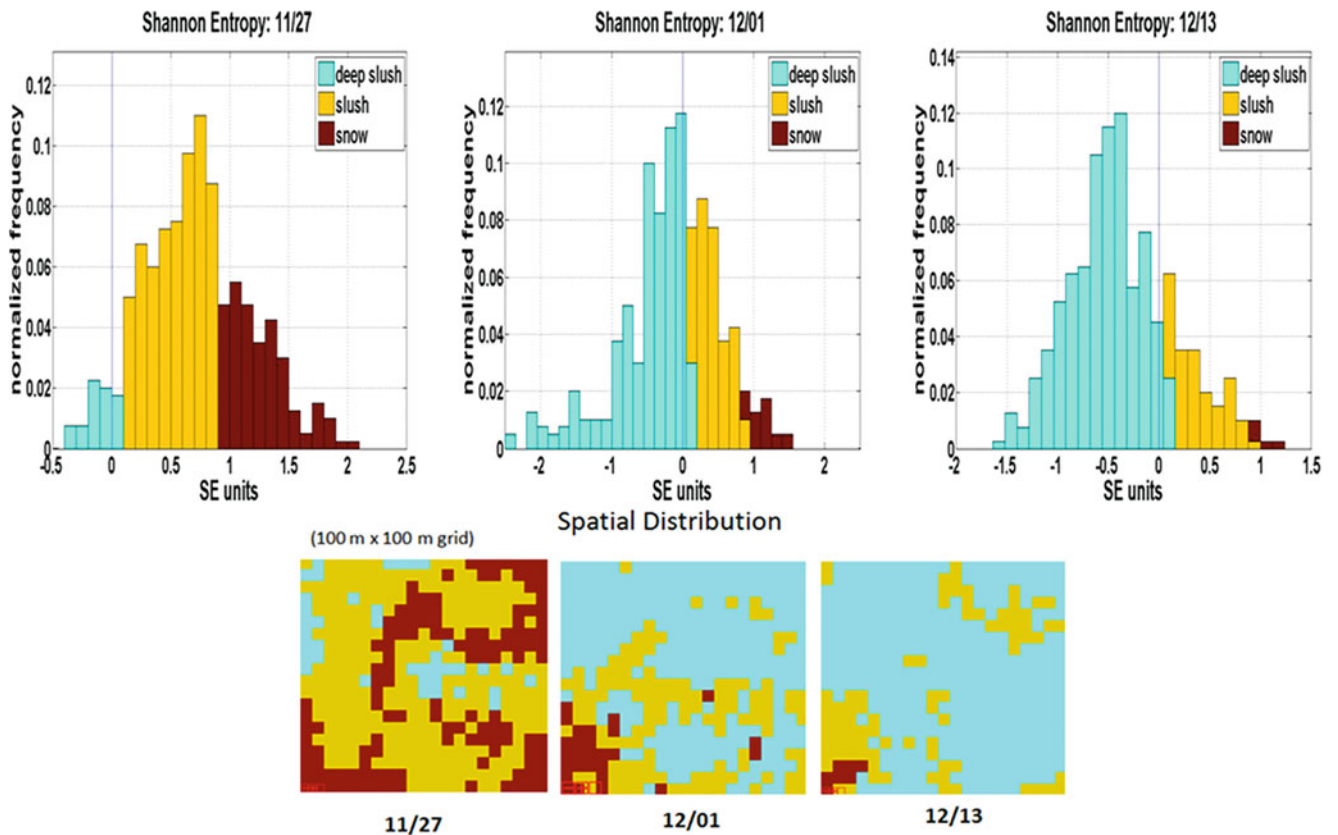 Shannon Entropy: 11/27
normalized frequency
0.12
0.1
0.08
0.06
0.04
0.02
0
-0.5
0
0.5
1
1.5
2
2.5
SE units
deep slush
slush
snow
Shannon Entropy: 12/01
normalized frequency
0.12
0.1
0.08
0.06
0.04
0.02
0
-2
-1
0
1
2
SE units
deep slush
slush
snow
Shannon Entropy: 12/13
normalized frequency
0.14
0.12
0.1
0.08
0.06
0.04
0.02
0
-2
-1.5
-1
-0.5
0
0.5
1
1.5
SE units
deep slush
slush
snow
Spatial Distribution
(100 m x 100 m grid)
11/27
12/01
12/13